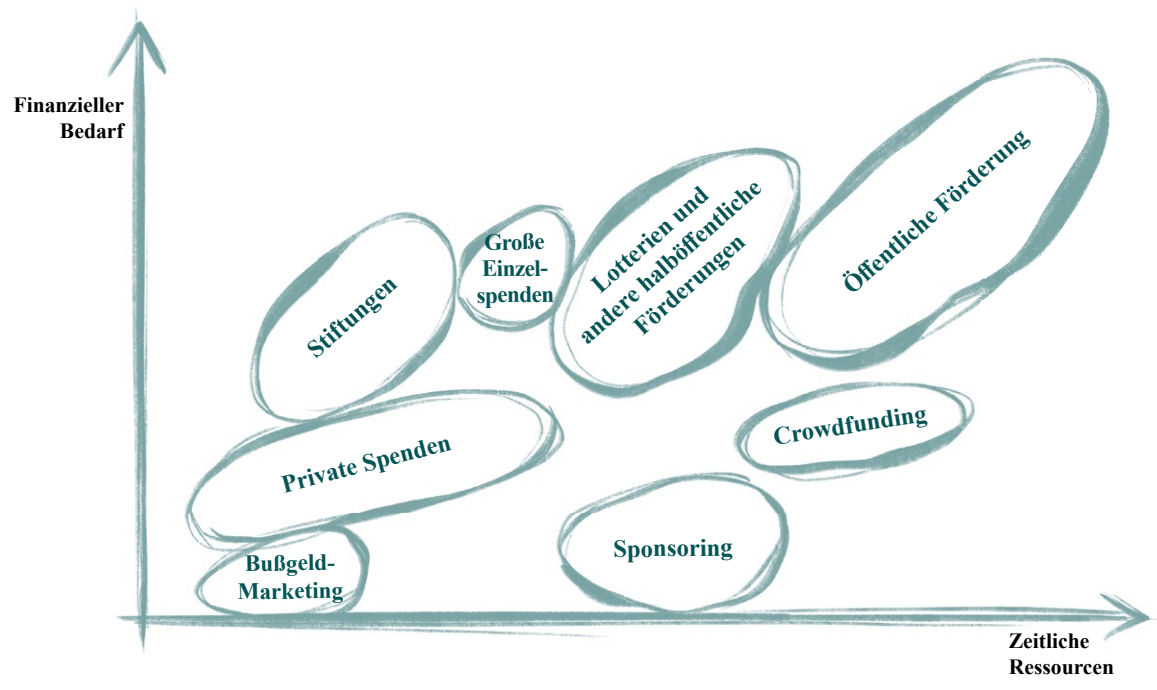 Finanzieller
Bedarf
Öffentliche Förderung
Lotterien und
andere halböffentliche
Förderungen
Große
Einzel-
spenden
Stiftungen
Crowdfunding
Private Spenden
Sponsoring
Bußgeld-
Marketing
Zeitliche
Ressourcen